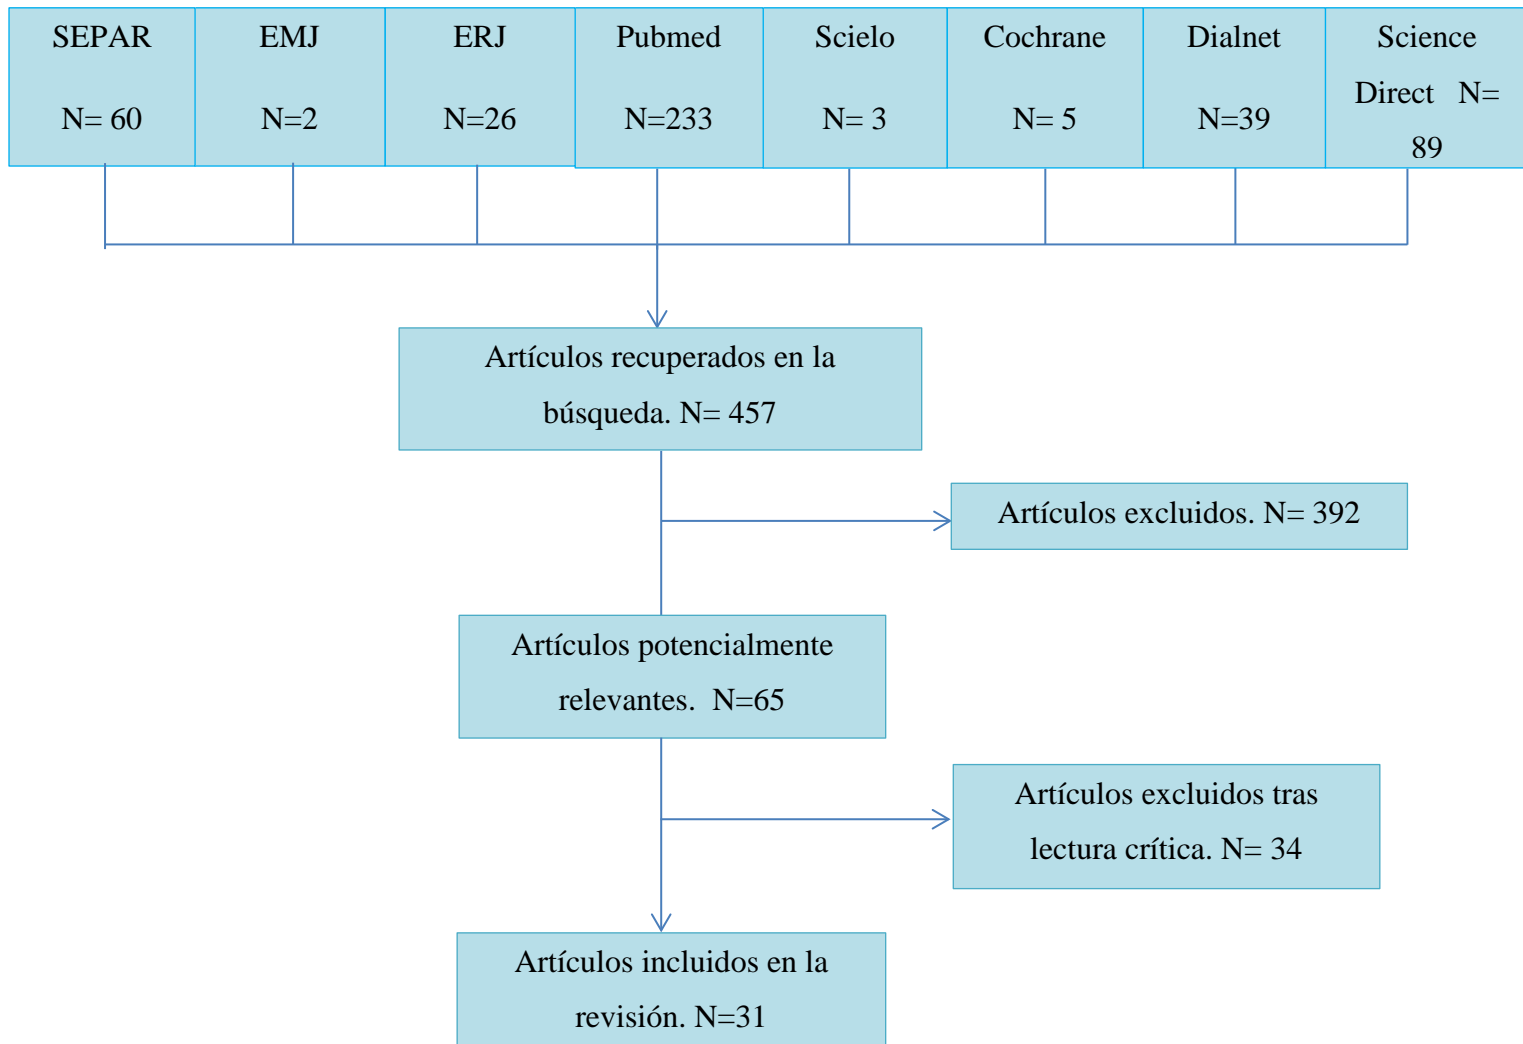 SEPAR
N= 60
EMJ
N=2
ERJ
N=26
Pubmed
N=233
Scielo
N= 3
Cochrane
N= 5
Dialnet
N=39
Science
Direct N=
89
Artículos recuperados en la
búsqueda. N= 457
Artículos excluidos. N= 392
Artículos potencialmente
relevantes. N=65
Artículos excluidos tras
lectura crítica. N= 34
Artículos incluidos en la
revisión. N=31